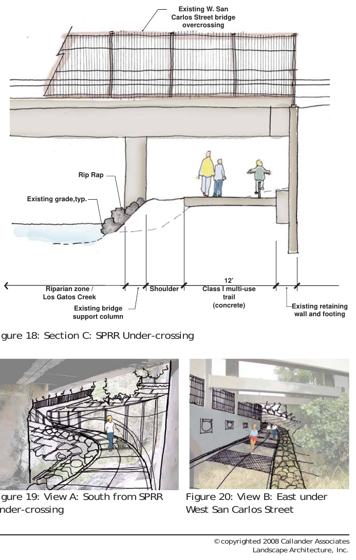 Existing W. San
Carlos Street bridge
overcrossing
Rip Rap
Existing grade,typ.
Riparian zone /
Los Gatos Creek
Existing bridge
support column
Shoulder
12'
Class I multi-use
trail
(concrete)
Existing retaining
wall and footing
gure 18: Section C: SPRR Under-crossing
gure 19: View A: South from SPRR
nder-crossing
Figure 20: View B: East under
West San Carlos Street
© copyrighted 2008 Callander Associates
Landscape Architecture, Inc.